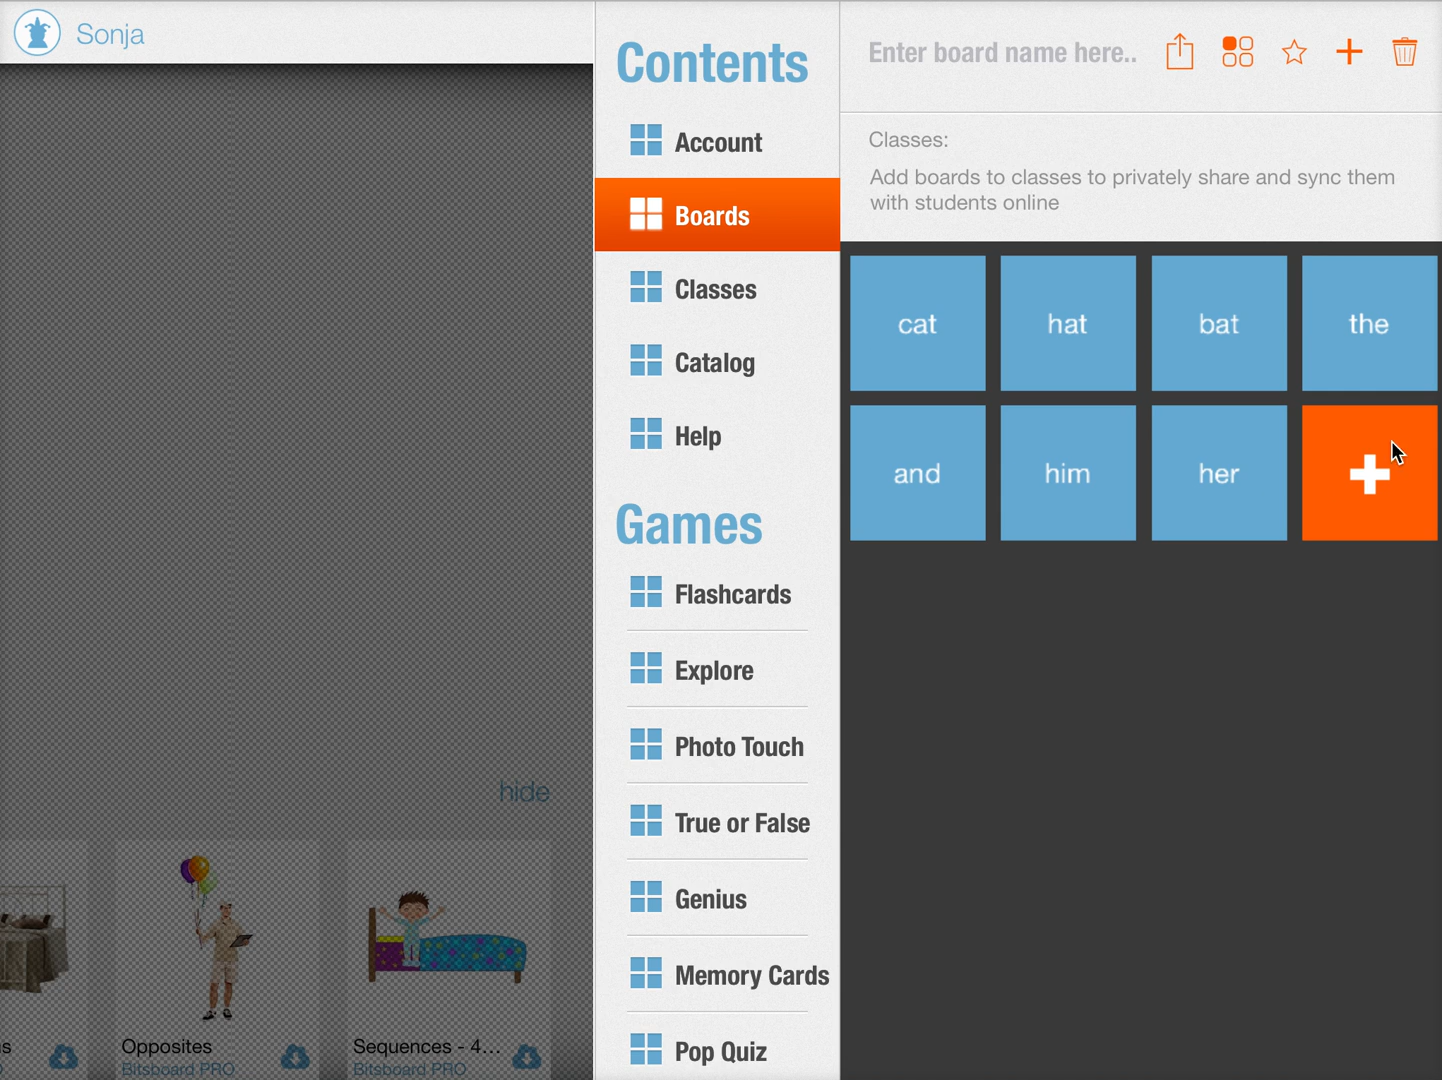 Sonja
hide
s
Opposites
Bitsboard PRO
Sequences - 4...
Bitsboard PRO
Contents
Account
Boards
Classes
Catalog
Help
Games
Flashcards
Explore
Photo Touch
True or False
Genius
Memory Cards
Pop Quiz
Enter board name here..
Classes:
Add boards to classes to privately share and sync them
with students online
cat
hat
bat
the
and
him
her